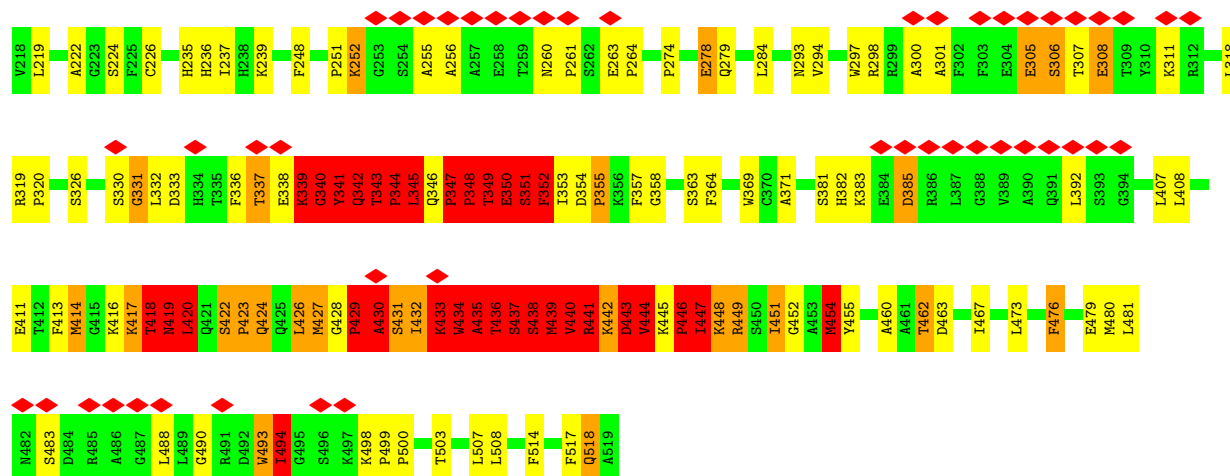 V218 L219 A222 G223 S224 F225 C226 H235 H236 I237 H238 K239 F248 P251 K252 G253 S254 A255 A256 A257 E258 T259 N260 P261 S262 E263 P264 P274 E278 Q279 L284 N293 V294 W297 R298 R299 A300 A301 F302 F303 E304 E305 S306 T307 E308 T309 Y310 K311 R312 L318
R319 P320 S326 S330 G331 L332 D333 H334 T335 F336 T337 E338 K339 G340 Y341 Q342 T343 P344 L345 Q346 P347 P348 T349 E350 S351 F352 I353 D354 P355 K356 F357 G358 S363 F364 W369 C370 A371 S381 H382 K383 E384 D385 R386 L387 G388 V389 A390 Q391 L392 S393 G394 L407 L408
E411 T412 F413 M414 G415 K416 K417 T418 N419 L420 Q421 S422 P423 Q424 Q425 L426 M427 G428 P429 A430 S431 I432 K433 W434 A435 T436 S437 S438 M439 V440 R441 K442 D443 V444 K445 P446 I447 K448 R449 S450 I451 G452 A453 M454 Y455 A460 A461 T462 D463 I467 L473 F476 E479 M480 L481
N482 S483 D484 R485 A486 G487 L488 L489 G490 R491 D492 W493 I494 G495 S496 K497 K498 P499 P500 T503 L507 L508 F514 F517 Q518 A519